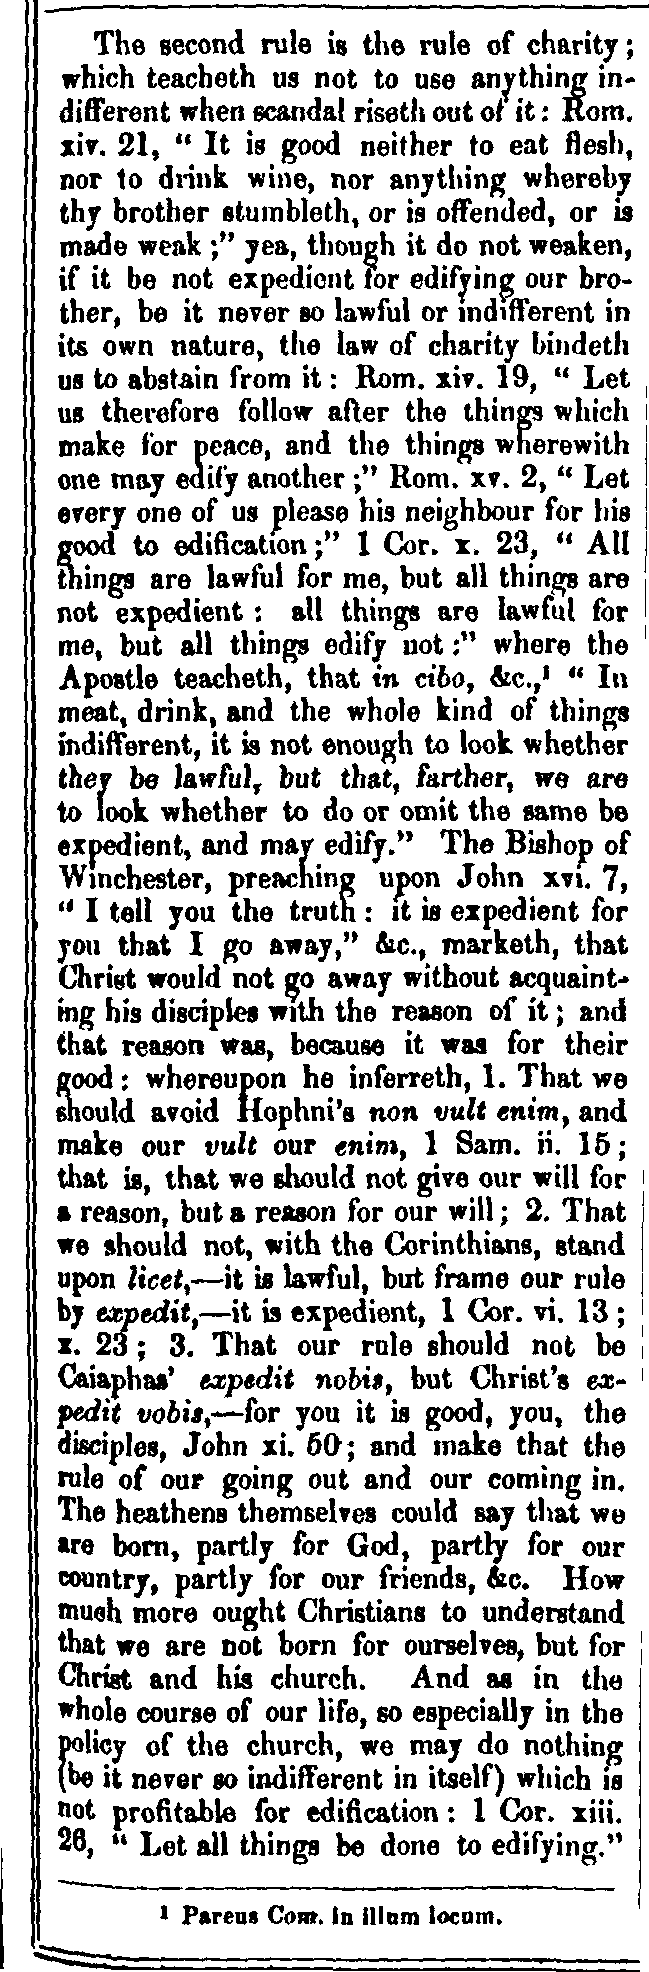 The second rule is the rule of charity;
which teacheth us not to use anything in-
different when scandal riseth out of it: Rom.
xiv. 21, “ It is good neither to eat flesh,
nor to drink wine, nor anything whereby
thy brother stumbleth, or is offended, or is
made weak ;” yea, though it do not weaken,
if it be not expedient for edifying our bro-
ther, be it never so lawful or indifferent in
its own nature, the law of charity bindeth
us to abstain from it : Rom. xiv. 19, “ Let
us therefore follow after the things which
make for peace, and the things wherewith
one may edify another ;” Rom. xv. 2, “ Let
every one of us please his neighbour for his
good to edification ;” 1 Cor. x. 23, “ All
things are lawful for me, but all things are
not expedient : all things are lawful for
me, but all things edify not :” where the
Apostle teacheth, that in cibo, &c.,¹ “ In
meat, drink, and the whole kind of things
indifferent, it is not enough to look whether
they be lawful, but that, farther, we are
to look whether to do or omit the same be
expedient, and may edify.” The Bishop of
Winchester, preaching upon John xvi. 7,
“ I tell you the truth : it is expedient for
you that I go away,” &c., marketh, that
Christ would not go away without acquaint-
ing his disciples with the reason of it ; and
that reason was, because it was for their
good : whereupon he inferreth, 1. That we
should avoid Hophni’s non vult enim, and
make our vult our enim, 1 Sam. ii. 15 ;
that is, that we should not give our will for
a reason, but a reason for our will ; 2. That
we should not, with the Corinthians, stand
upon licet,—it is lawful, but frame our rule
by expedit,—it is expedient, 1 Cor. vi. 13 ;
x. 23 ; 3. That our rule should not be
Caiaphas’ expedit nobis, but Christ’s ex-
pedit vobis,—for you it is good, you, the
disciples, John xi. 50 ; and make that the
rule of our going out and our coming in.
The heathens themselves could say that we
are born, partly for God, partly for our
country, partly for our friends, &c. How
much more ought Christians to understand
that we are not born for ourselves, but for
Christ and his church. And as in the
whole course of our life, so especially in the
policy of the church, we may do nothing
(be it never so indifferent in itself) which is
not profitable for edification : 1 Cor. xiii.
26, “ Let all things be done to edifying.”
¹ Pareus Com. in illum locum.